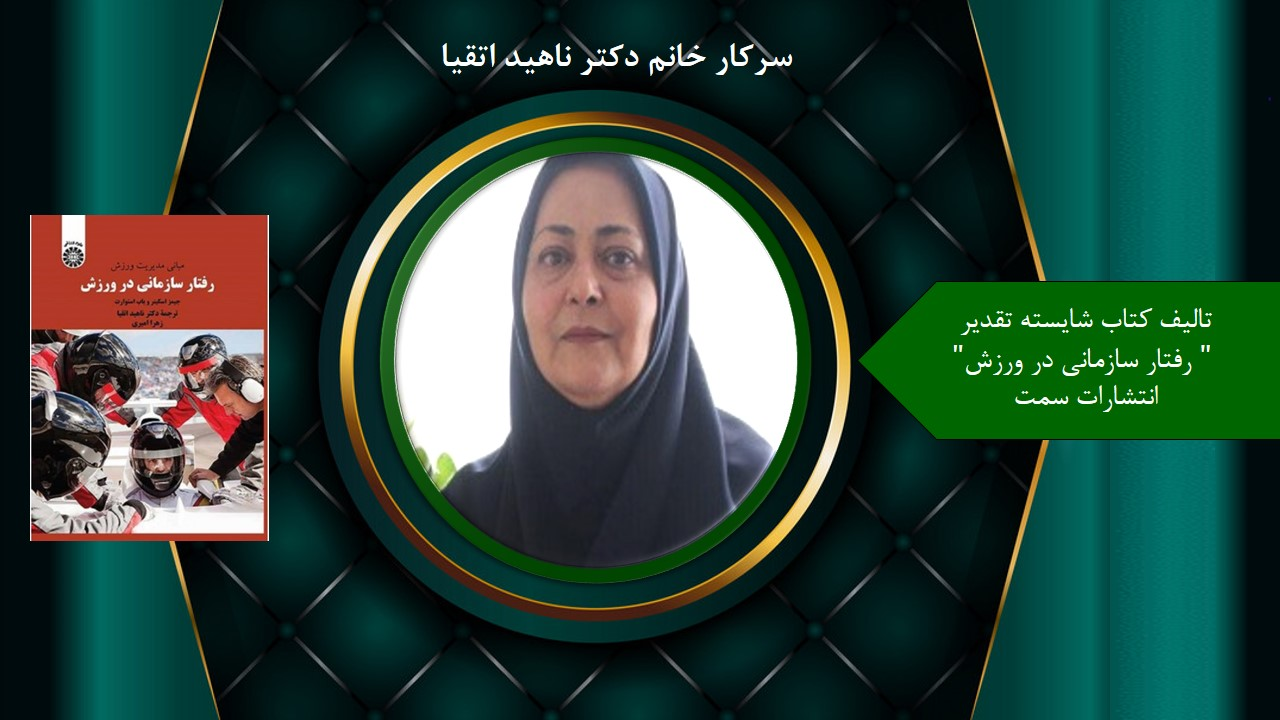 سرکار خانم دکتر ناهید اتقیا
تالیف کتاب شایسته تقدیر
" رفتار سازمانی در ورزش"
انتشارات سمت
مبانی مدیریت ورزش
رفتار سازمانی در ورزش
جیمز اسکینر و باب استوارت
ترجمهٔ دکتر ناهید اتقیا
زهرا امیری